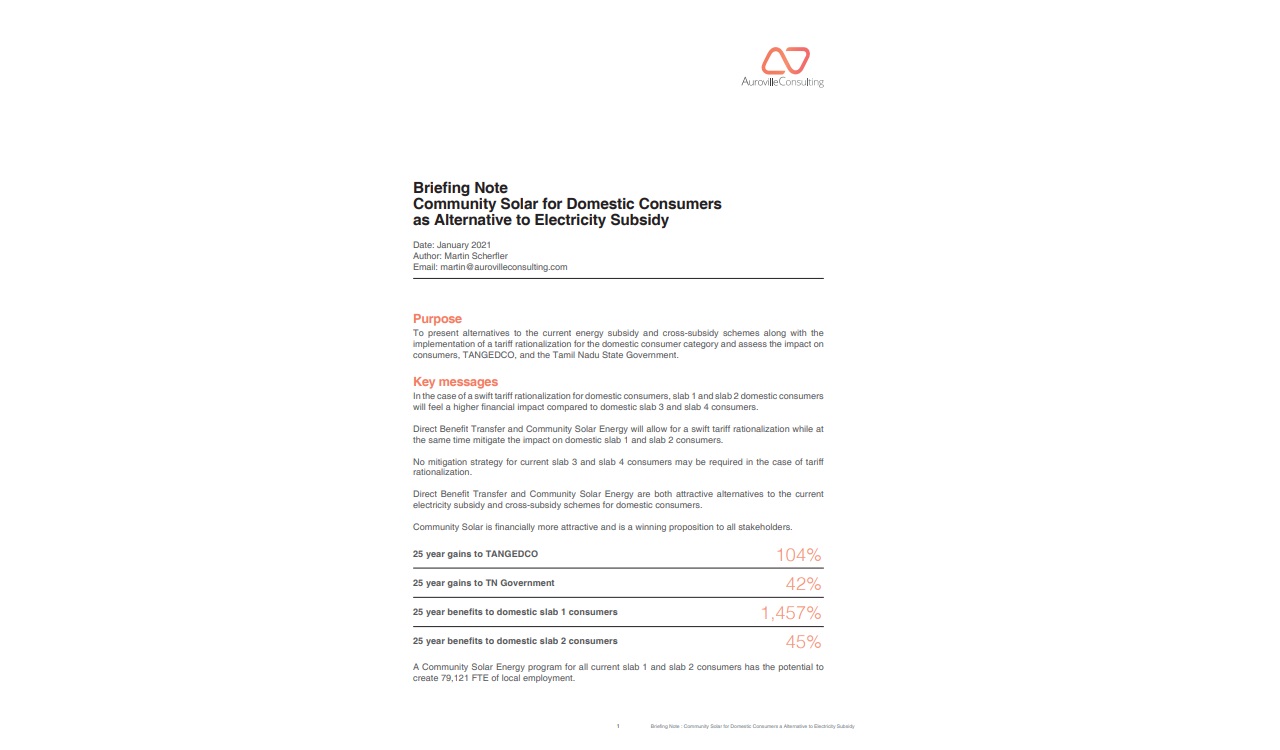 AurovilleConsulting
Briefing Note
Community Solar for Domestic Consumers
as Alternative to Electricity Subsidy
Date: January 2021
Author: Martin Scherfler
Email: martin@aurovilleconsulting.com
Purpose
To present alternatives to the current energy subsidy and cross-subsidy schemes along with the
implementation of a tariff rationalization for the domestic consumer category and assess the impact on
consumers, TANGEDCO, and the Tamil Nadu State Government.
Key messages
In the case of a swift tariff rationalization for domestic consumers, slab 1 and slab 2 domestic consumers
will feel a higher financial impact compared to domestic slab 3 and slab 4 consumers.
Direct Benefit Transfer and Community Solar Energy will allow for a swift tariff rationalization while at
the same time mitigate the impact on domestic slab 1 and slab 2 consumers.
No mitigation strategy for current slab 3 and slab 4 consumers may be required in the case of tariff
rationalization.
Direct Benefit Transfer and Community Solar Energy are both attractive alternatives to the current
electricity subsidy and cross-subsidy schemes for domestic consumers.
Community Solar is financially more attractive and is a winning proposition to all stakeholders.
25 year gains to TANGEDCO 104%
25 year gains to TN Government 42%
25 year benefits to domestic slab 1 consumers 1,457%
25 year benefits to domestic slab 2 consumers 45%
A Community Solar Energy program for all current slab 1 and slab 2 consumers has the potential to
create 79,121 FTE of local employment.
1 Briefing Note : Community Solar for Domestic Consumers a Alternative to Electricity Subsidy